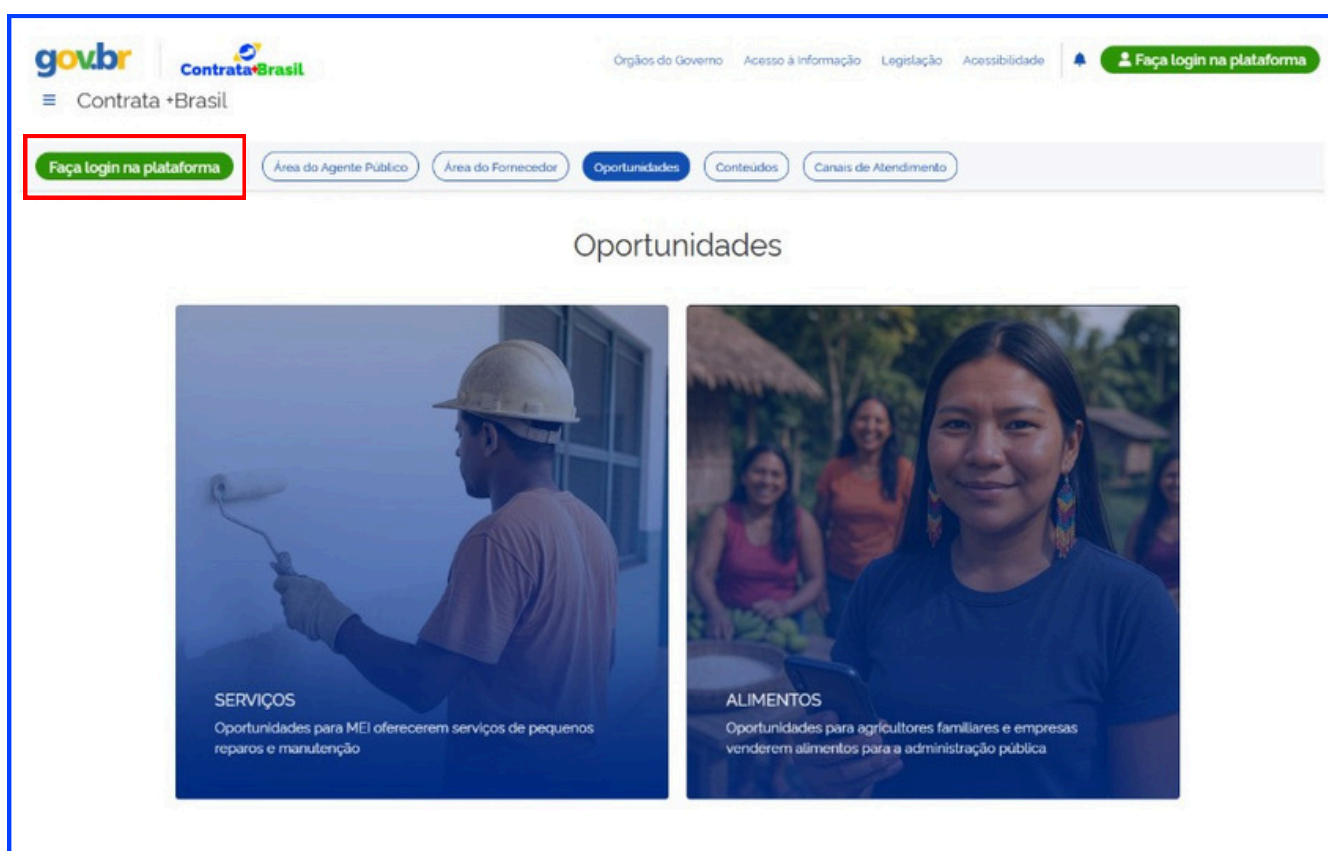 gov.br
Contrata+Brasil
Órgãos do Governo Acesso à Informação Legislação Acessibilidade
Faça login na plataforma
Contrata +Brasil
Faça login na plataforma
Área do Agente Público
Área do Fornecedor
Oportunidades
Conteúdos
Canais de Atendimento
Oportunidades
SERVIÇOS
Oportunidades para MEI oferecerem serviços de pequenos
reparos e manutenção
ALIMENTOS
Oportunidades para agricultores familiares e empresas
venderem alimentos para a administração pública